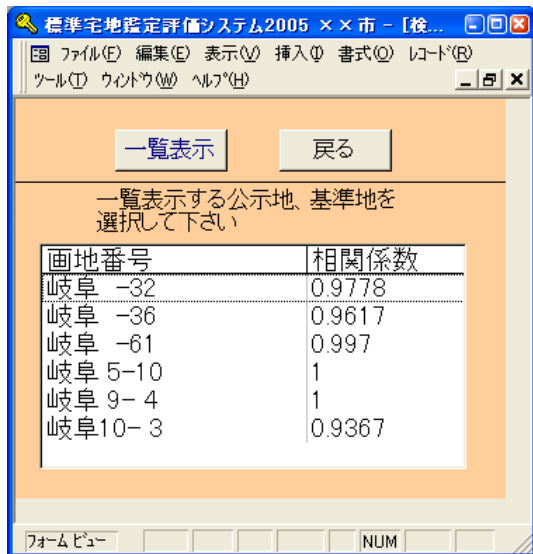 標準宅地鑑定評価システム2005 ××市 - [検...
ファイル(F) 編集(E) 表示(V) 挿入(I) 書式(O) レコード(R)
ツール(T) ウィンドウ(W) ヘルプ(H)
一覧表示 戻る
一覧表示する公示地、基準地を
選択して下さい
画地番号 相関係数
岐阜 -32 0.9778
岐阜 -36 0.9617
岐阜 -61 0.997
岐阜 5-10 1
岐阜 9- 4 1
岐阜10- 3 0.9367
フォーム ビュー NUM